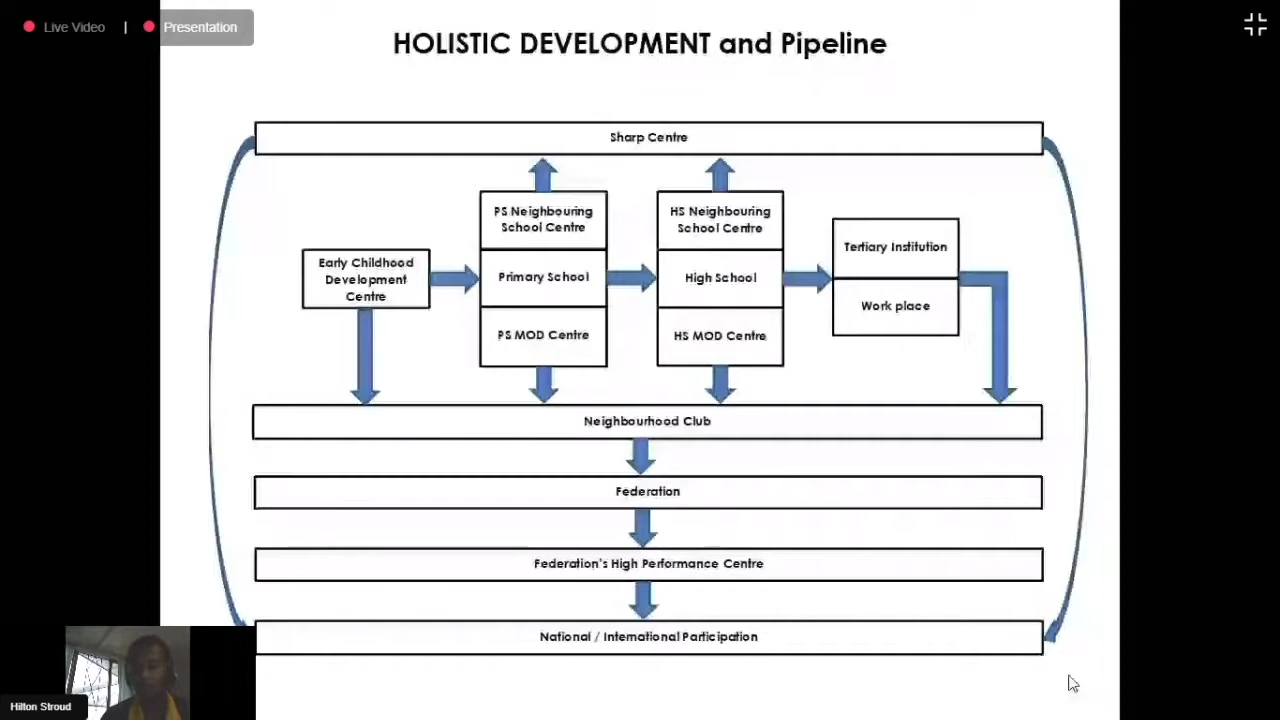 Live Video | Presentation
HOLISTIC DEVELOPMENT and Pipeline
Sharp Centre
PS Neighbouring
School Centre
HS Neighbouring
School Centre
Tertiary Institution
Early Childhood
Development
Centre
Primary School
High School
Work place
PS MOD Centre
HS MOD Centre
Neighbourhood Club
Federation
Federation's High Performance Centre
National / International Participation
Hilton Stroud